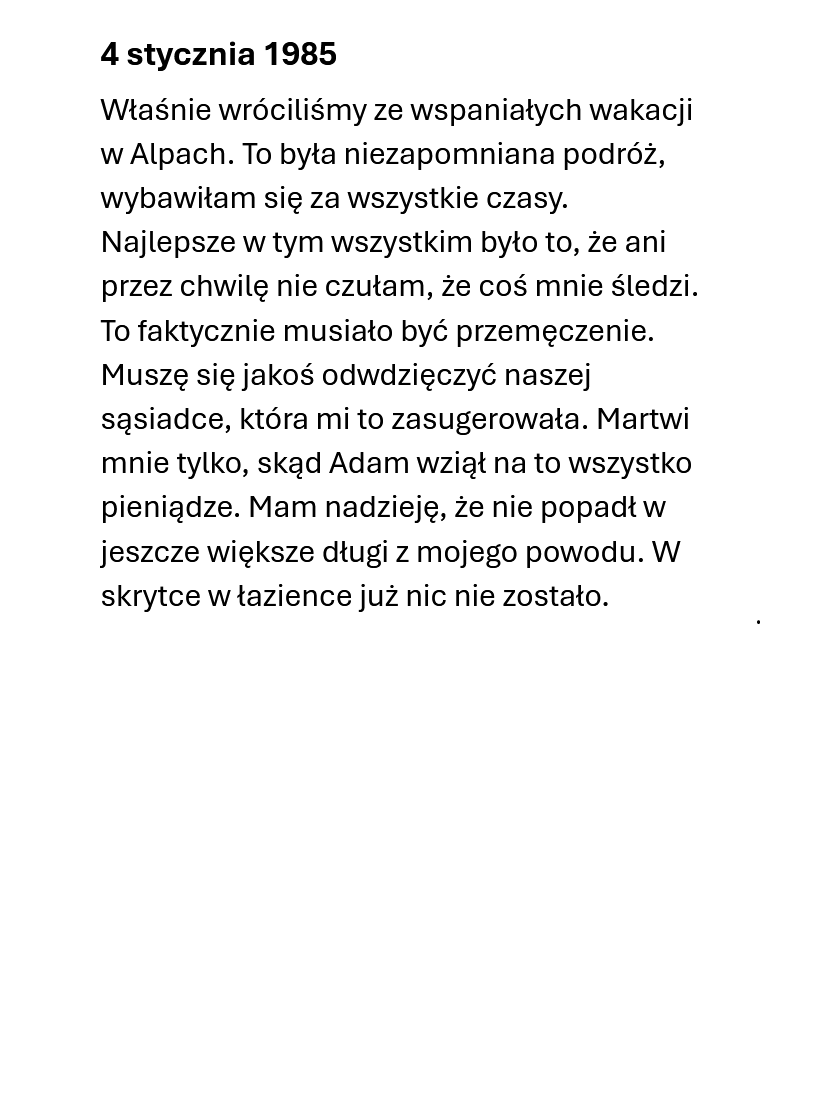 4 stycznia 1985
Właśnie wróciliśmy ze wspaniałych wakacji
w Alpach. To była niezapomniana podróż,
wybawiłam się za wszystkie czasy.
Najlepsze w tym wszystkim było to, że ani
przez chwilę nie czułam, że coś mnie śledzi.
To faktycznie musiało być przemęczenie.
Muszę się jakoś odwdzięczyć naszej
sąsiadce, która mi to zasugerowała. Martwi
mnie tylko, skąd Adam wziął na to wszystko
pieniądze. Mam nadzieję, że nie popadł w
jeszcze większe długi z mojego powodu. W
skrytce w łazience już nic nie zostało.
.